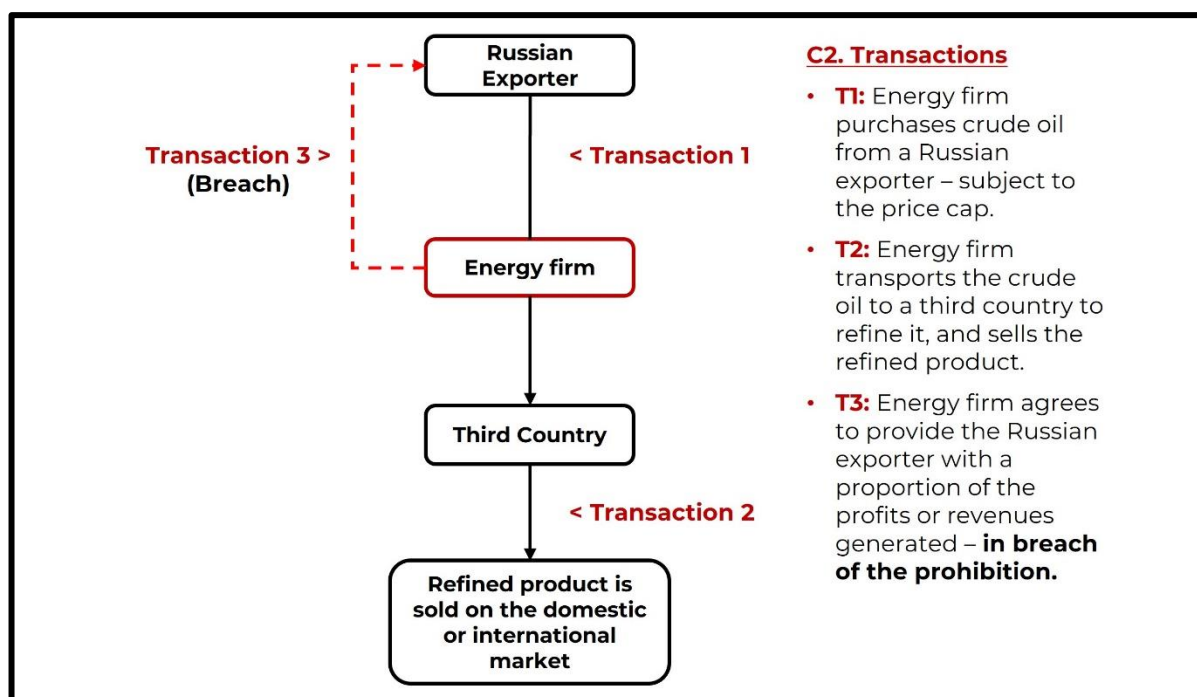 Russian
Exporter
Transaction 3 >
(Breach)
< Transaction 1
Energy firm
Third Country
< Transaction 2
Refined product is
sold on the domestic
or international
market
C2. Transactions
• T1: Energy firm
purchases crude oil
from a Russian
exporter – subject to
the price cap.
• T2: Energy firm
transports the crude
oil to a third country to
refine it, and sells the
refined product.
• T3: Energy firm agrees
to provide the Russian
exporter with a
proportion of the
profits or revenues
generated – in breach
of the prohibition.